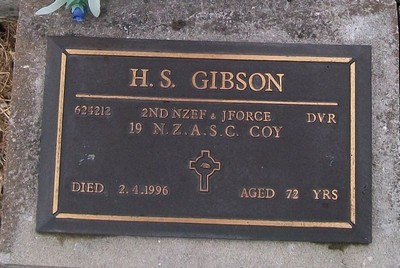 H. S. GIBSON
624212 2ND NZEF & JFORCE DVR
19 N.Z.A.S.C. COY
DIED 2.4.1996 AGED 72 YRS